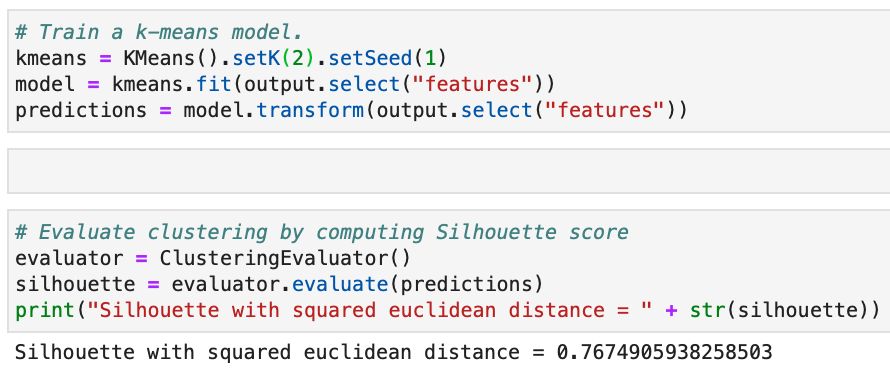 # Train a k-means model.
kmeans = KMeans().setK(2).setSeed(1)
model = kmeans.fit(output.select("features"))
predictions = model.transform(output.select("features"))
# Evaluate clustering by computing Silhouette score
evaluator = ClusteringEvaluator()
silhouette = evaluator.evaluate(predictions)
print("Silhouette with squared euclidean distance = " + str(silhouette))
Silhouette with squared euclidean distance = 0.7674905938258503